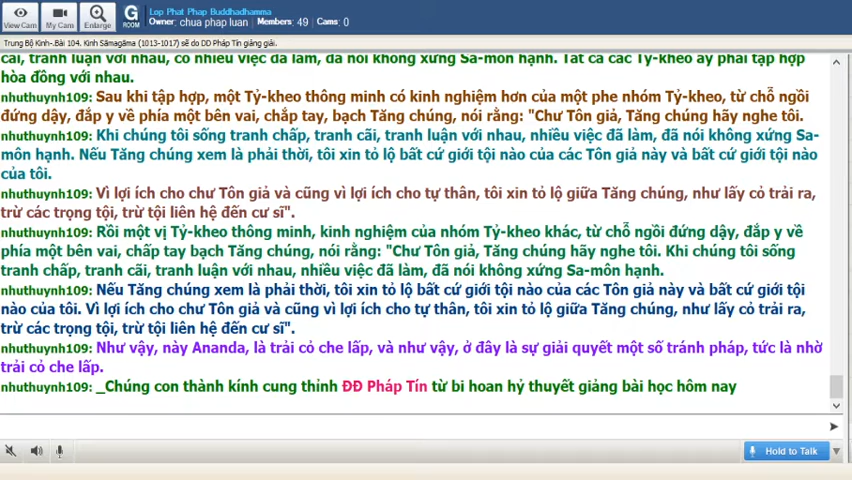 Lop Phat Phap Buddhadhamma
Owner: chua phap luan Members: 49 Cams: 0
View Cam
My Cam
Enlarge
G
ROOM
Trung Bộ Kinh-.Bài 104. Kinh Sāmagāma (1013-1017) sẽ do DD Pháp Tín giảng giải.
cãi, tranh luận với nhau, có nhiều việc đã làm, đã nói không xứng Sa-môn hạnh. Tất cả các Tỷ-kheo ấy phải tập hợp
hòa đồng với nhau.
nhuthuynh109: Sau khi tập hợp, một Tỷ-kheo thông minh có kinh nghiệm hơn của một phe nhóm Tỷ-kheo, từ chỗ ngồi
đứng dậy, đắp y về phía một bên vai, chắp tay, bạch Tăng chúng, nói rằng: "Chư Tôn giả, Tăng chúng hãy nghe tôi.
nhuthuynh109: Khi chúng tôi sống tranh chấp, tranh cãi, tranh luận với nhau, nhiều việc đã làm, đã nói không xứng Sa-
môn hạnh. Nếu Tăng chúng xem là phải thời, tôi xin tỏ lộ bất cứ giới tội nào của các Tôn giả này và bất cứ giới tội nào
của tôi.
nhuthuynh109: Vì lợi ích cho chư Tôn giả và cũng vì lợi ích cho tự thân, tôi xin tỏ lộ giữa Tăng chúng, như lấy cỏ trải ra,
trừ các trọng tội, trừ tội liên hệ đến cư sĩ".
nhuthuynh109: Rồi một vị Tỷ-kheo thông minh, kinh nghiệm của nhóm Tỷ-kheo khác, từ chỗ ngồi đứng dậy, đắp y về
phía một bên vai, chấp tay bạch Tăng chúng, nói rằng: "Chư Tôn giả, Tăng chúng hãy nghe tôi. Khi chúng tôi sống
tranh chấp, tranh cãi, tranh luận với nhau, nhiều việc đã làm, đã nói không xứng Sa-môn hạnh.
nhuthuynh109: Nếu Tăng chúng xem là phải thời, tôi xin tỏ lộ bất cứ giới tội nào của các Tôn giả này và bất cứ giới tội
nào của tôi. Vì lợi ích cho chư Tôn giả và cũng vì lợi ích cho tự thân, tôi xin tỏ lộ giữa Tăng chúng, như lấy cỏ trải ra,
trừ các trọng tội, trừ tội liên hệ đến cư sĩ".
nhuthuynh109: Như vậy, này Ananda, là trải cỏ che lấp, và như vậy, ở đây là sự giải quyết một số tránh pháp, tức là nhờ
trải cỏ che lấp.
nhuthuynh109: _Chúng con thành kính cung thỉnh ĐĐ Pháp Tín từ bi hoan hỷ thuyết giảng bài học hôm nay
Hold to Talk